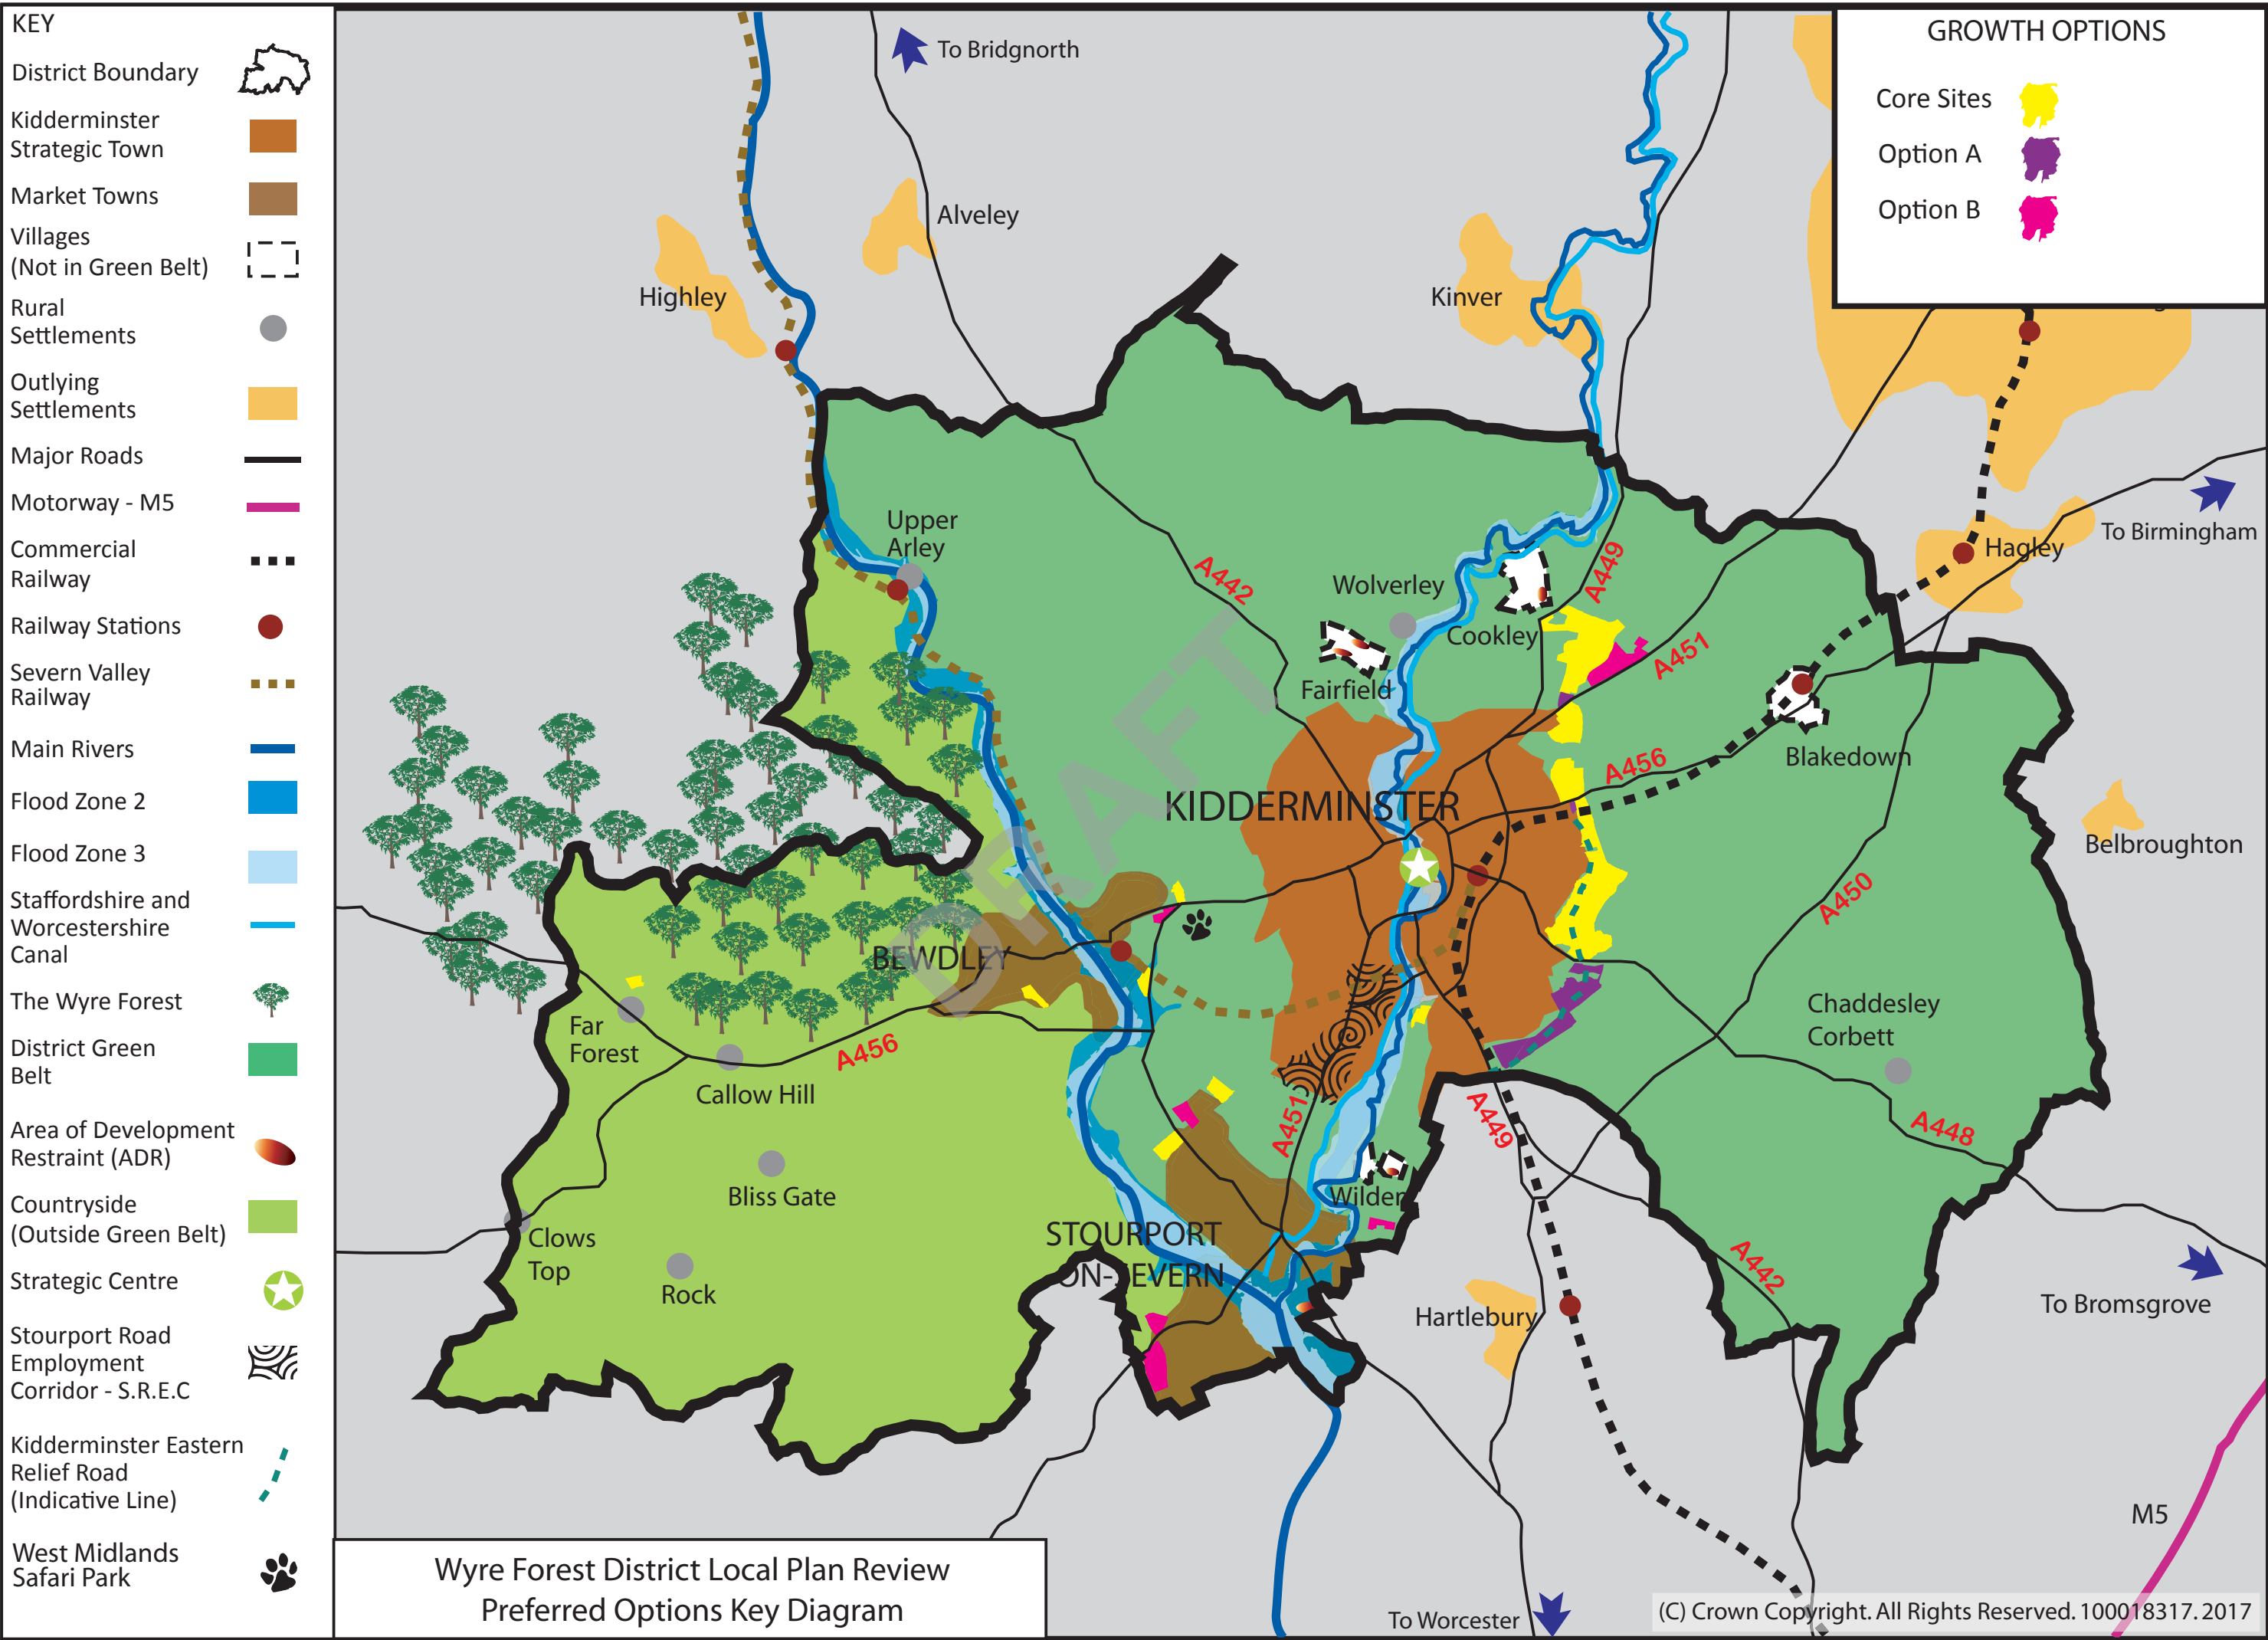 KEY
District Boundary
Kidderminster
Strategic Town
Market Towns
Villages
(Not in Green Belt)
Rural
Settlements
Outlying
Settlements
Major Roads
Motorway - M5
Commercial
Railway
Railway Stations
Severn Valley
Railway
Main Rivers
Flood Zone 2
Flood Zone 3
Staffordshire and
Worcestershire
Canal
The Wyre Forest
District Green
Belt
Area of Development
Restraint (ADR)
Countryside
(Outside Green Belt)
Strategic Centre
Stourport Road
Employment
Corridor - S.R.E.C
Kidderminster Eastern
Relief Road
(Indicative Line)
West Midlands
Safari Park
GROWTH OPTIONS
Core Sites
Option A
Option B
To Bridgnorth
Alveley
Highley
Kinver
To Birmingham
Hagley
Upper
Arley
A442
Wolverley
A449
Cookley
A451
Fairfield
Blakedown
A456
KIDDERMINSTER
Belbroughton
A450
DRAFT
BEWDLEY
Far
Forest
A456
Callow Hill
Chaddesley
Corbett
A451
A449
A448
Bliss Gate
Wilden
Clows
Top
STOURPORT
ON-SEVERN
Rock
A442
Hartlebury
To Bromsgrove
M5
Wyre Forest District Local Plan Review
Preferred Options Key Diagram
To Worcester
(C) Crown Copyright. All Rights Reserved. 100018317. 2017